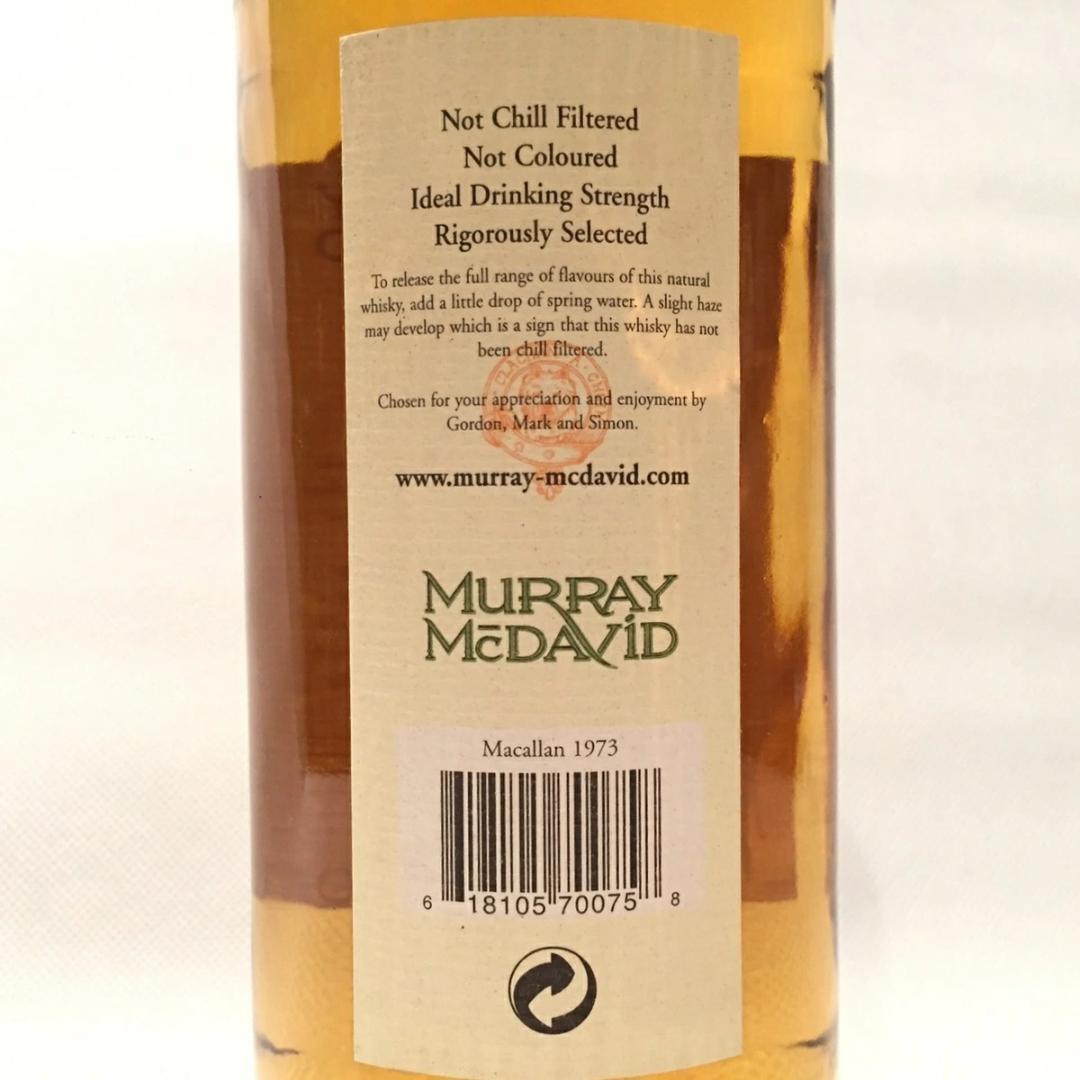 Not Chill Filtered
Not Coloured
Ideal Drinking Strength
Rigorously Selected
To release the full range of flavours of this natural
whisky, add a little drop of spring water. A slight haze
may develop which is a sign that this whisky has not
been chill filtered.
Chosen for your appreciation and enjoyment by
Gordon, Mark and Simon.
www.murray-mcdavid.com
MURRAY
McDAVID
Macallan 1973
6 18105 70075 8